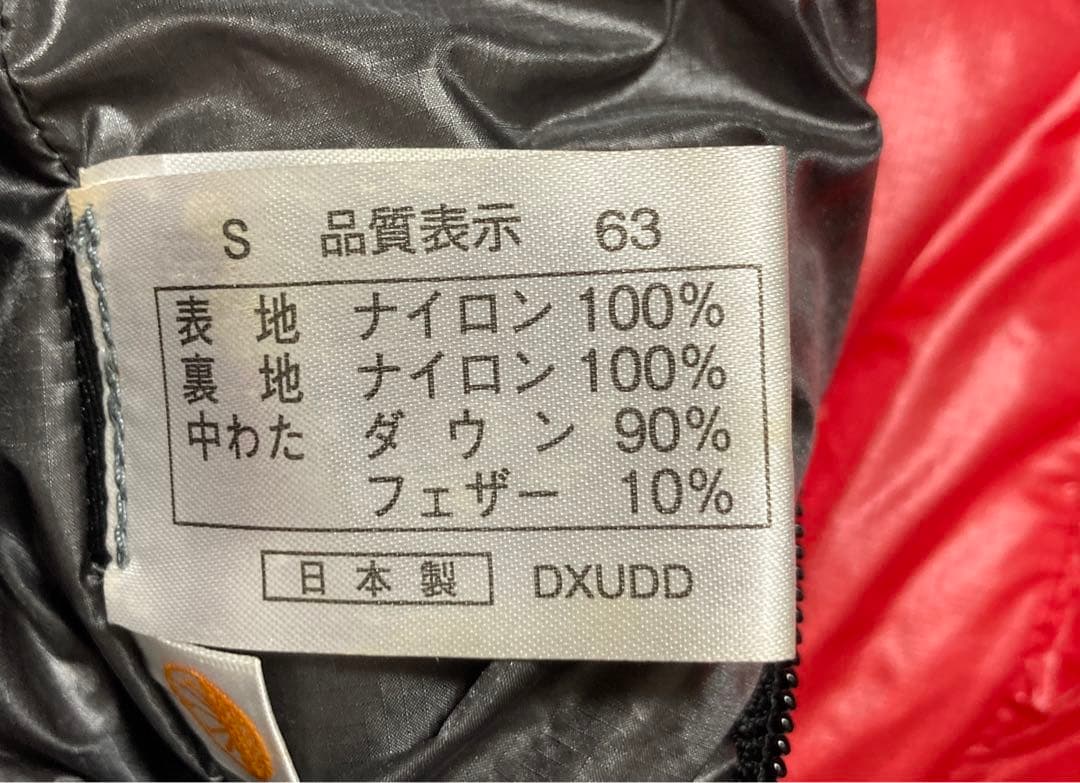 S 品質表示 63
表地 ナイロン 100%
裏地 ナイロン 100%
中わた ダウン 90%
フェザー 10%
日本製 DXUDD